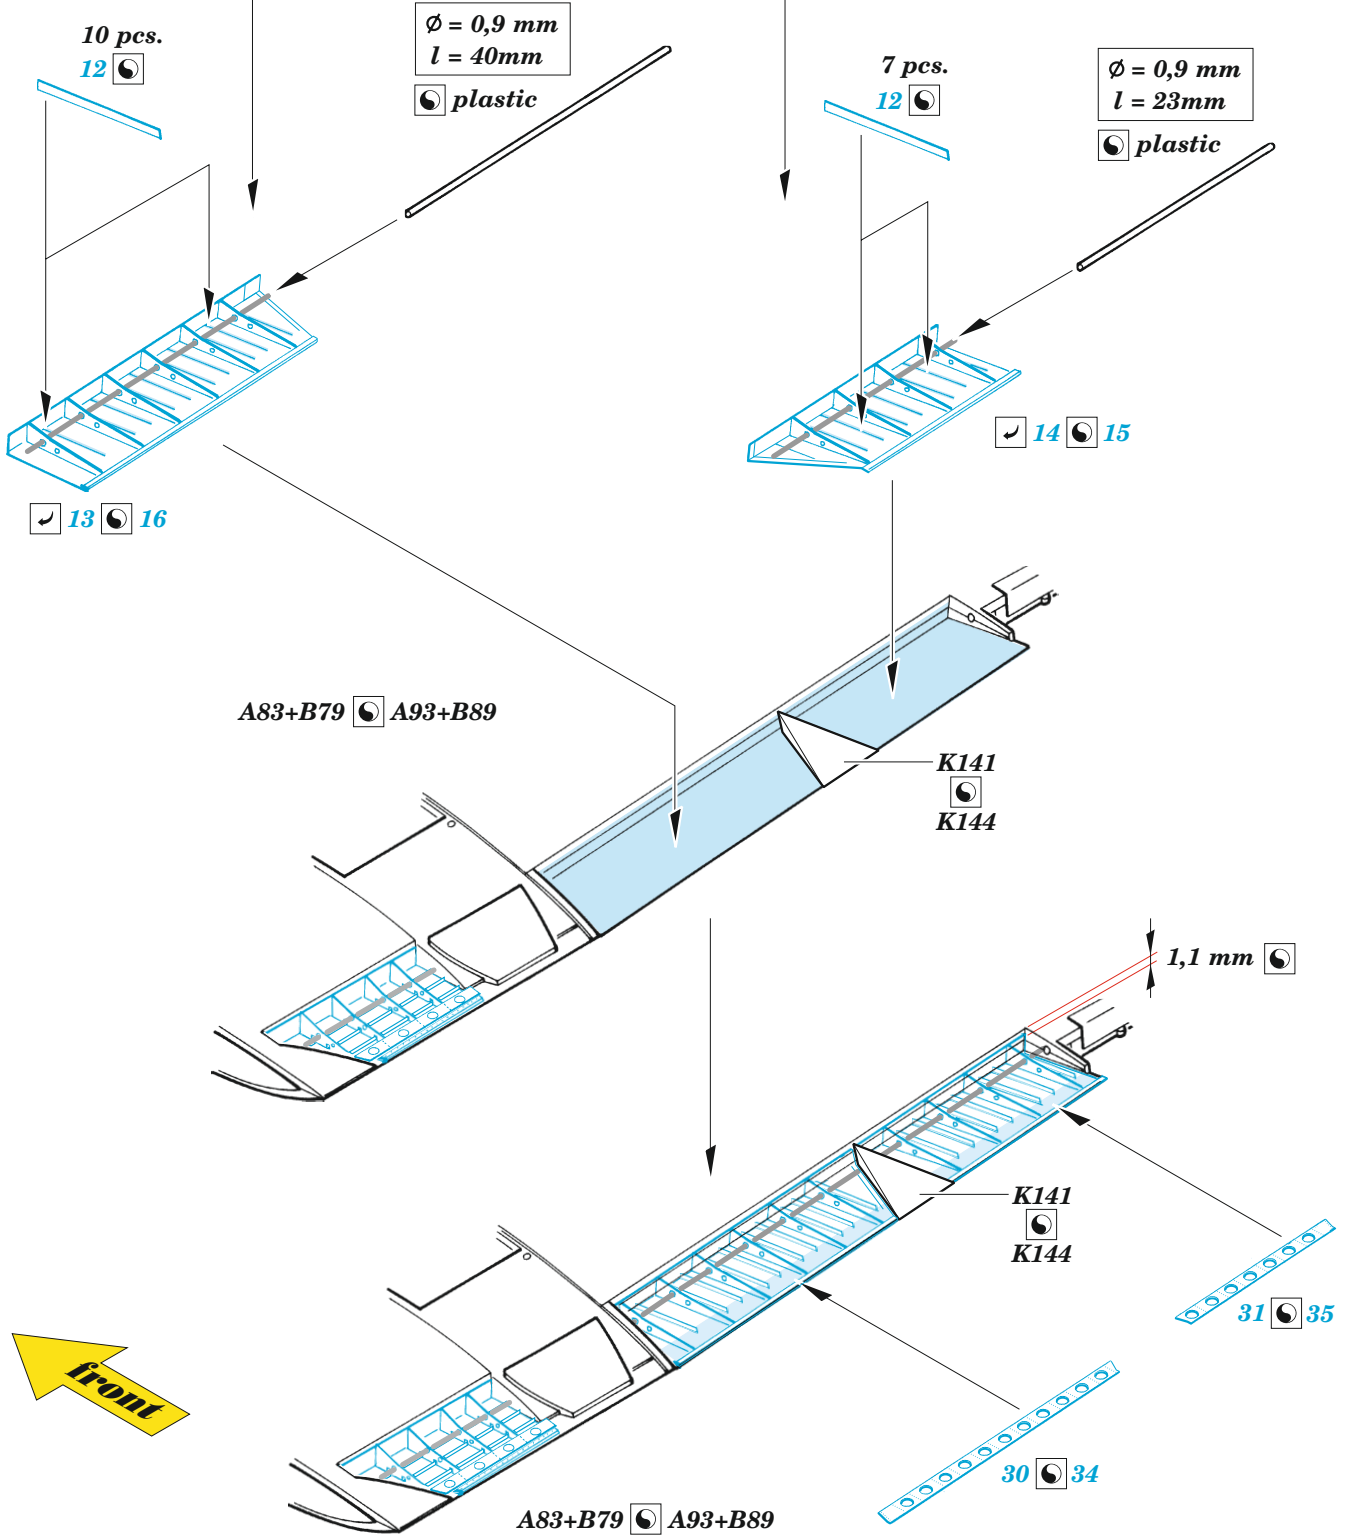 10 pcs.
12
Ø = 0,9 mm
l = 40mm
plastic
7 pcs.
12
Ø = 0,9 mm
l = 23mm
plastic
14 15
13 16
A83+B79 A93+B89
K141
K144
1,1 mm
K141
K144
31 35
front
30 34
A83+B79 A93+B89